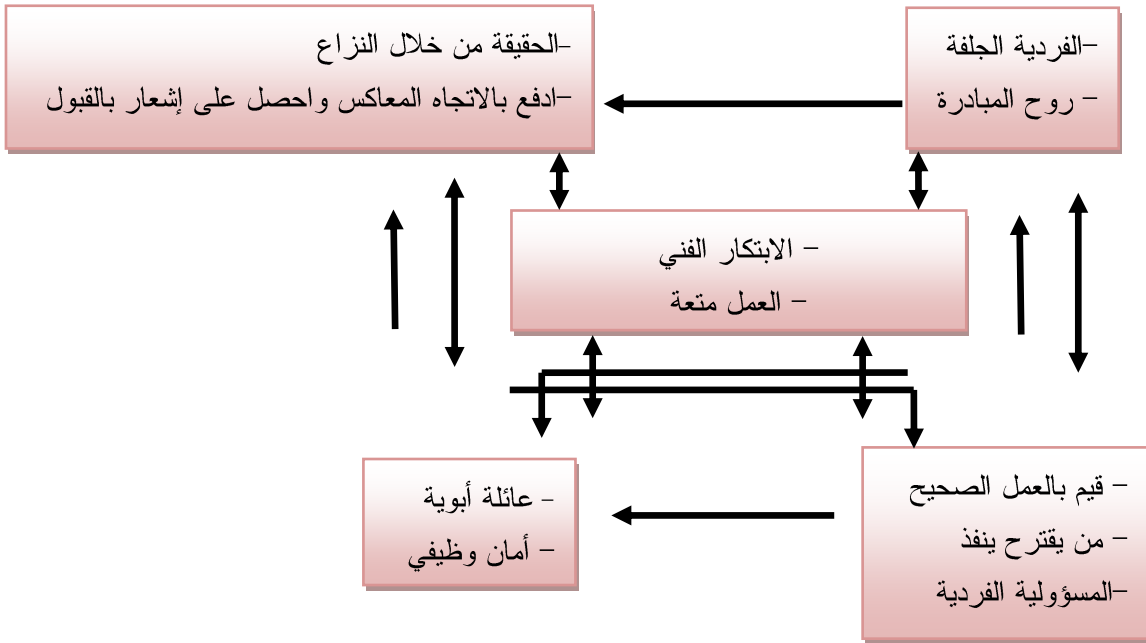 -الفردية الجلفة
- روح المبادرة
-الحقيقة من خلال النزاع
-ادفع بالاتجاه المعاكس واحصل على إشعار بالقبول
- الابتكار الفني
- العمل متعة
- قيم بالعمل الصحيح
- من يقترح ينفذ
-المسؤولية الفردية
- عائلة أبوية
- أمان وظيفي